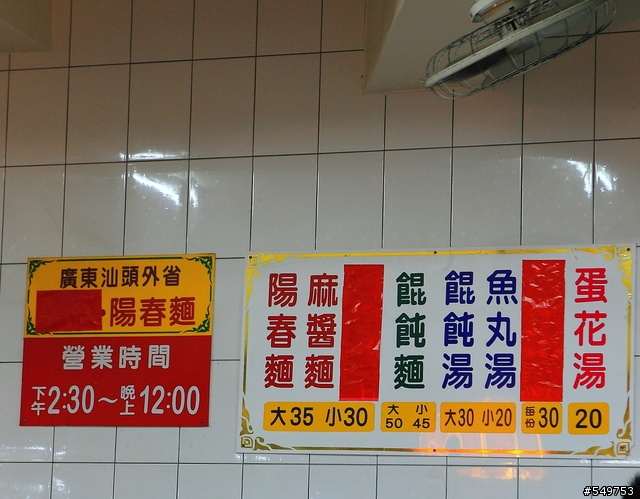 廣東汕頭外省
·陽春麵
營業時間
下午2:30～晚上12:00
陽春麵
麻醬麵
餛飩麵
餛飩湯
魚丸湯
蛋花湯
大35 小30
大50 小45
大30 小20
每份30
20
#549753